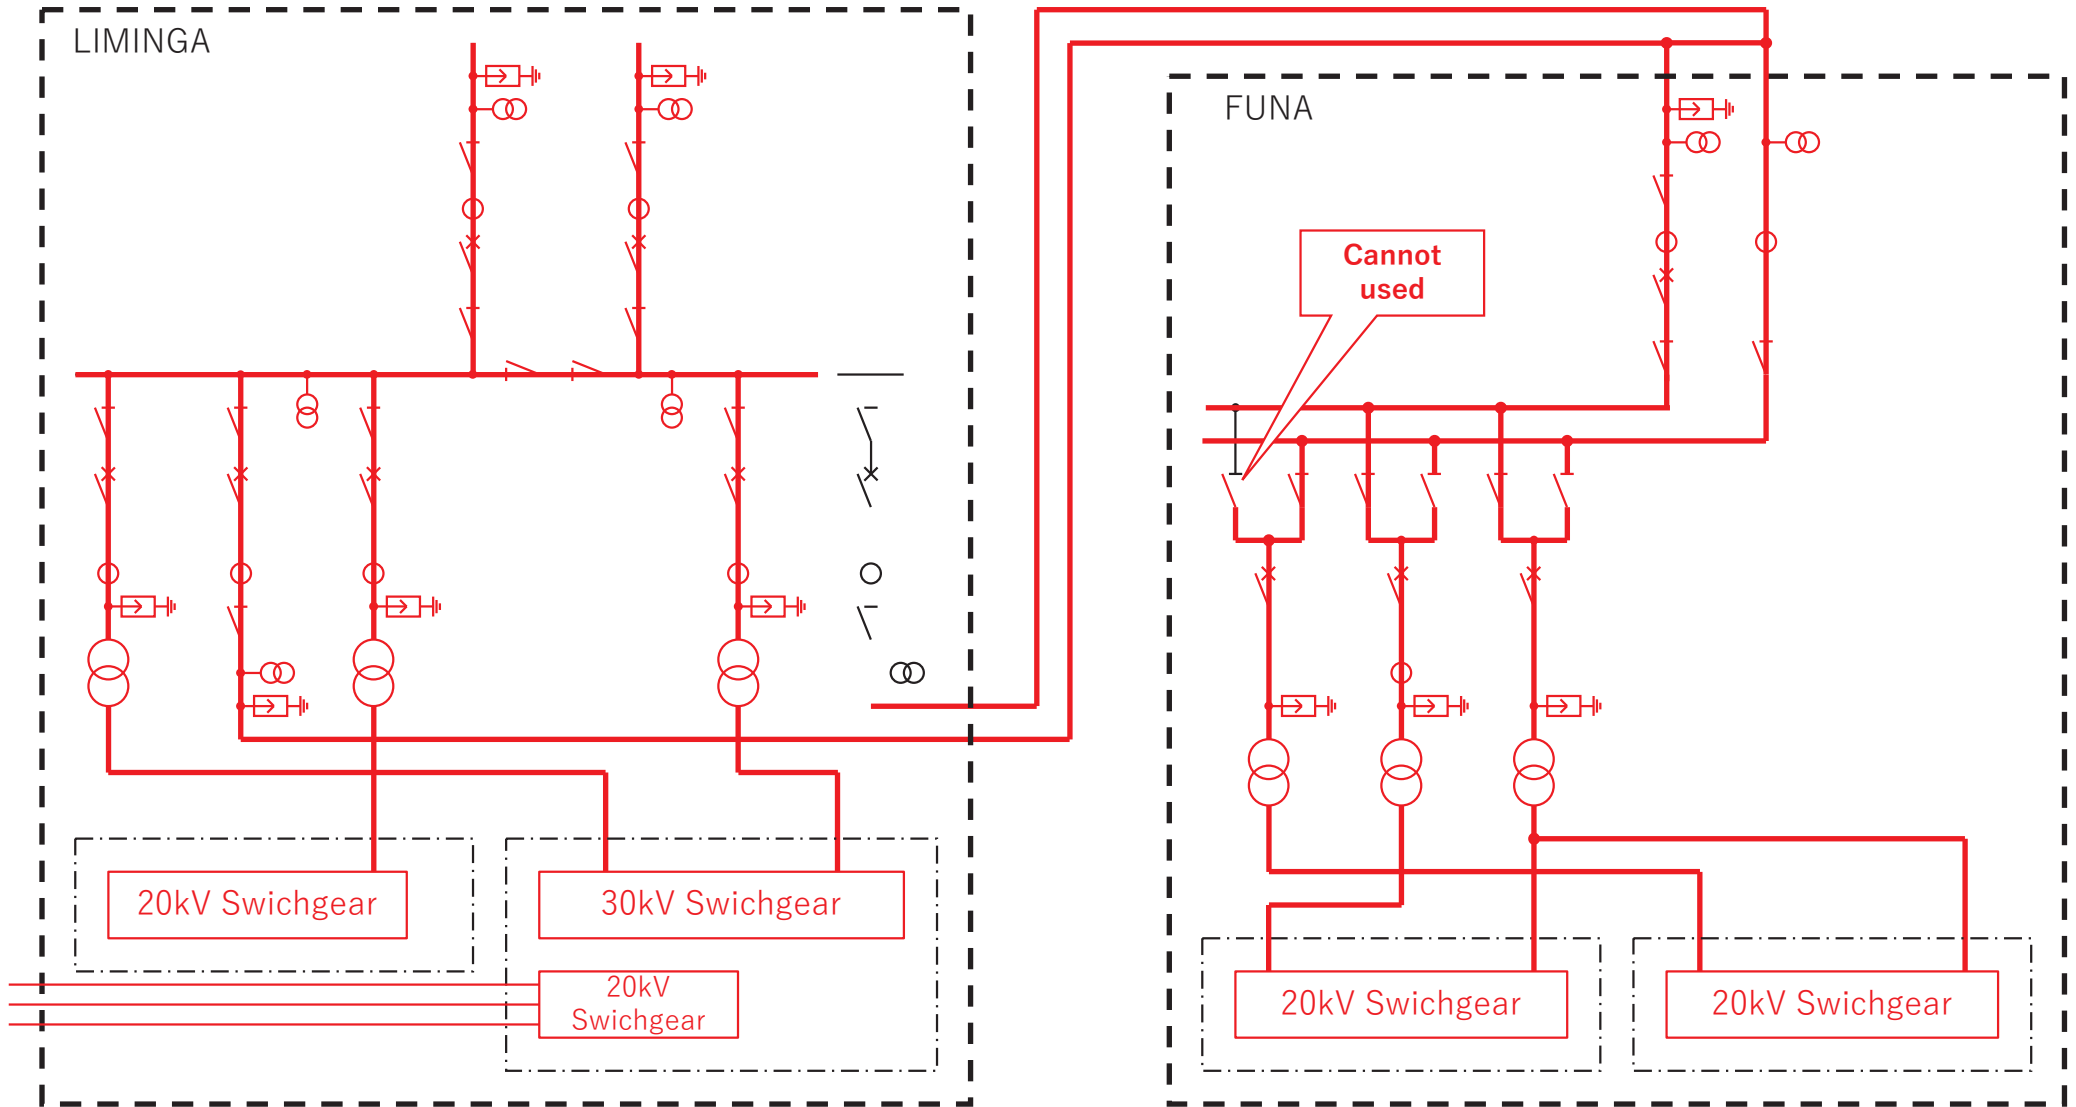 LIMINGA
FUNA
Cannot
used
20kV Swichgear
30kV Swichgear
20kV
Swichgear
20kV Swichgear
20kV Swichgear